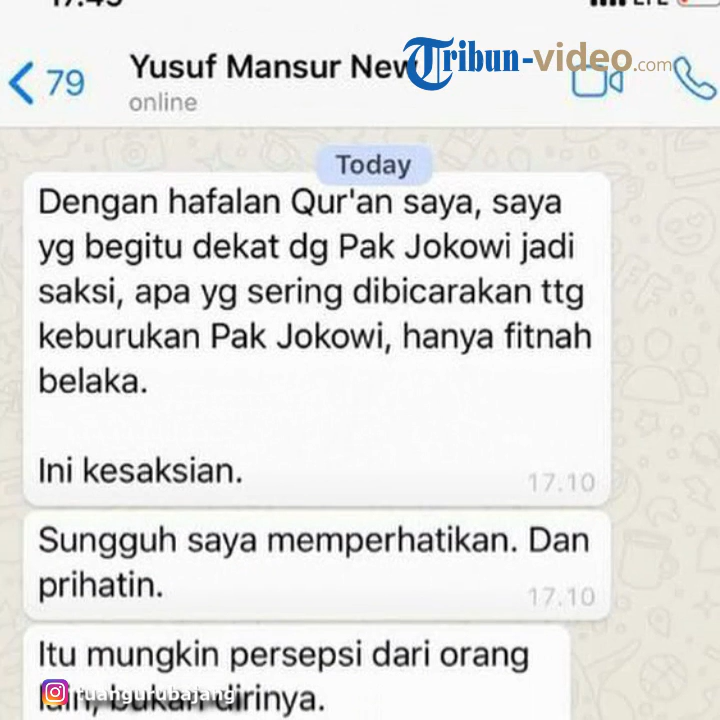 Yusuf Mansur New
Tribun-video.com
79
online
Today
Dengan hafalan Qur'an saya, saya
yg begitu dekat dg Pak Jokowi jadi
saksi, apa yg sering dibicarakan ttg
keburukan Pak Jokowi, hanya fitnah
belaka.
Ini kesaksian.
17.10
Sungguh saya memperhatikan. Dan
prihatin.
17.10
Itu mungkin persepsi dari orang
lain, bukan dirinya.
tuangurubajang